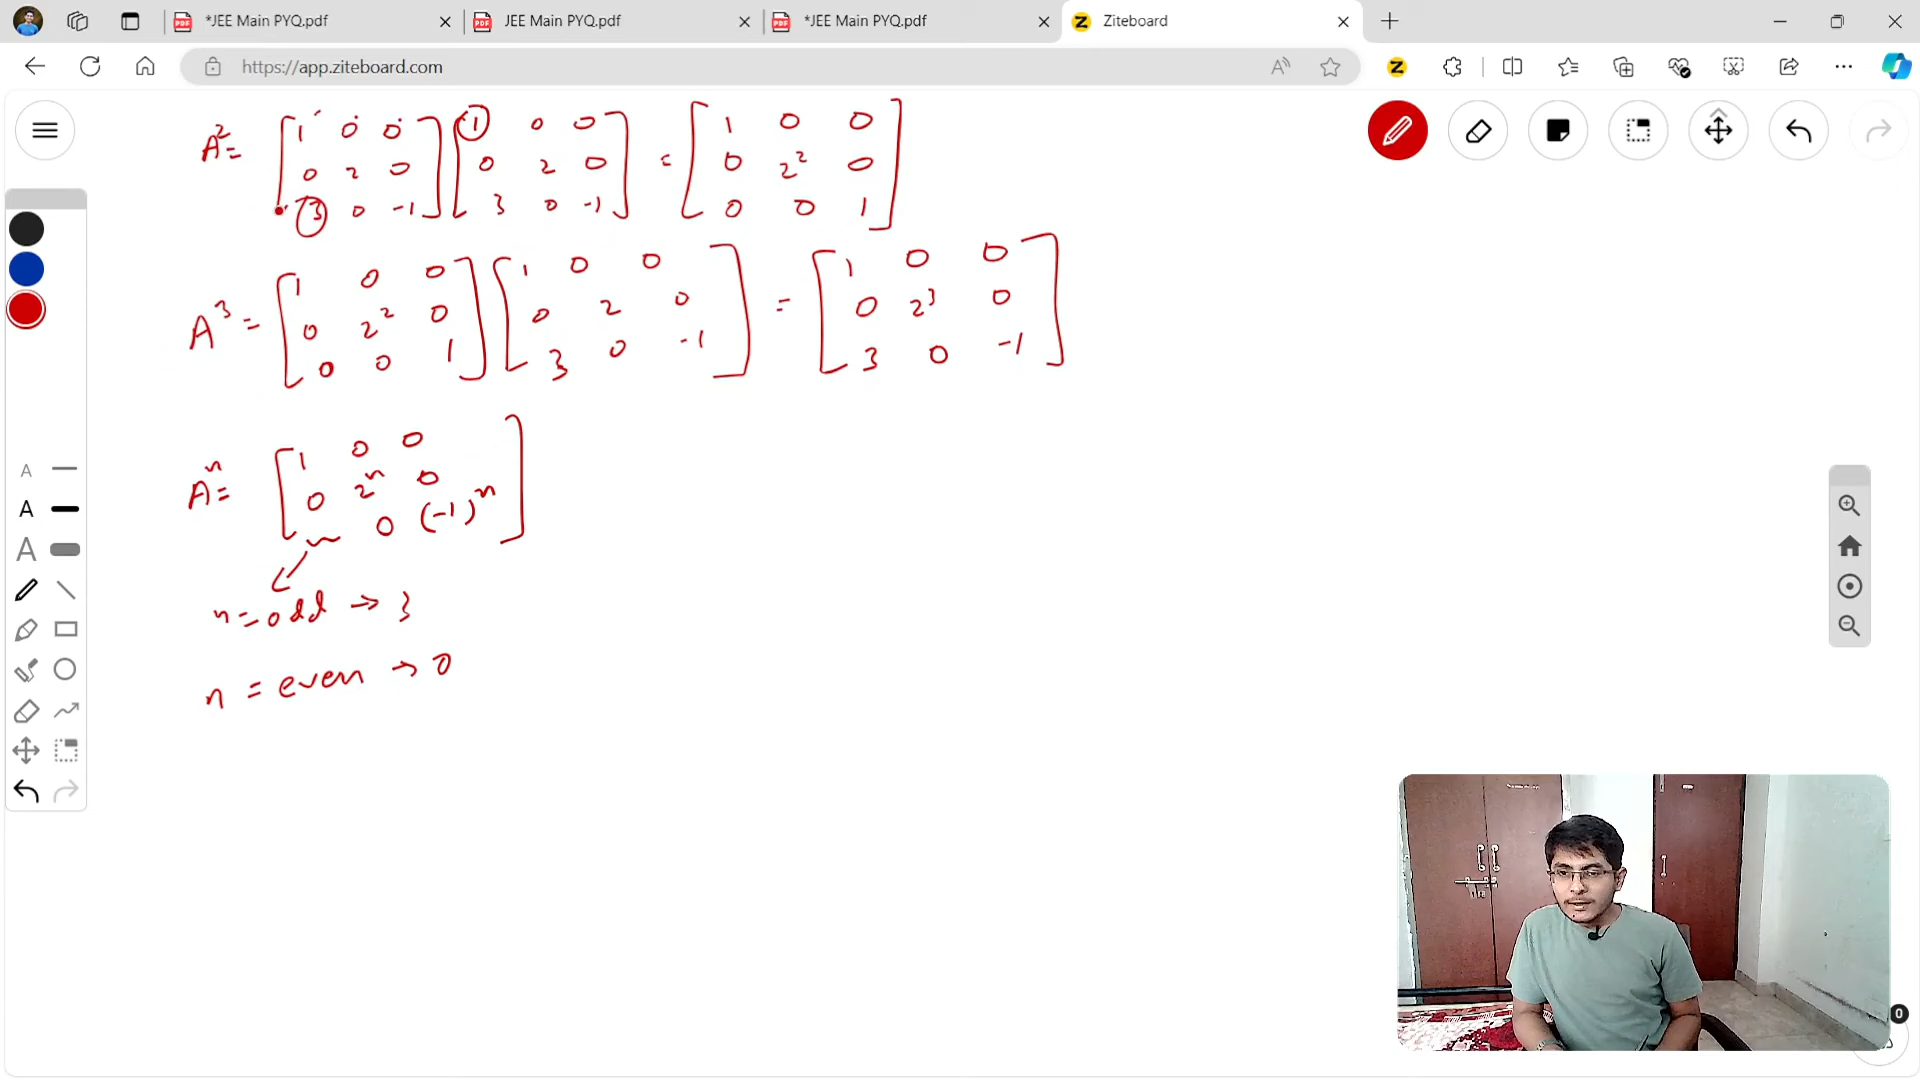 *JEE Main PYQ.pdf
JEE Main PYQ.pdf
*JEE Main PYQ.pdf
Ziteboard
https://app.ziteboard.com
A² = [1 0 0; 0 2 0; 3 0 -1] [1 0 0; 0 2 0; 3 0 -1] = [1 0 0; 0 2² 0; 0 0 1]
A³ = [1 0 0; 0 2² 0; 0 0 1] [1 0 0; 0 2 0; 3 0 -1] = [1 0 0; 0 2³ 0; 3 0 -1]
Aⁿ = [1 0 0; 0 2ⁿ 0; ~ 0 (-1)ⁿ]
n = odd → 3
n = even → 0
A
A
A
0